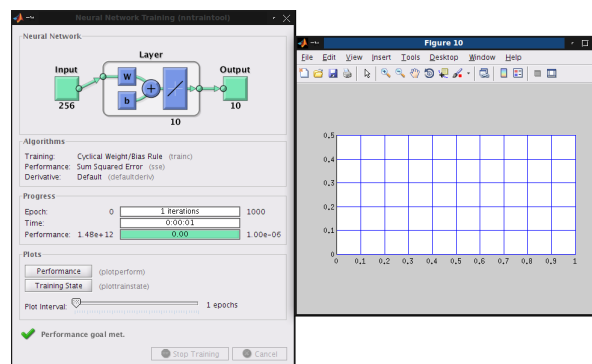 Neural Network Training (nntraintool)
Neural Network
Layer
Input
W
Output
b
+
256
10
10
Algorithms
Training: Cyclical Weight/Bias Rule (trainc)
Performance: Sum Squared Error (sse)
Derivative: Default (defaultderiv)
Progress
Epoch: 0 1 iterations 1000
Time: 0:00:01
Performance: 1.48e+12 0.00 1.00e-06
Plots
Performance (plotperform)
Training State (plottrainstate)
Plot Interval: 1 epochs
Performance goal met.
Stop Training Cancel
Figure 10
File Edit View Insert Tools Desktop Window Help
0.5
0.4
0.3
0.2
0.1
0
0 0.1 0.2 0.3 0.4 0.5 0.6 0.7 0.8 0.9 1